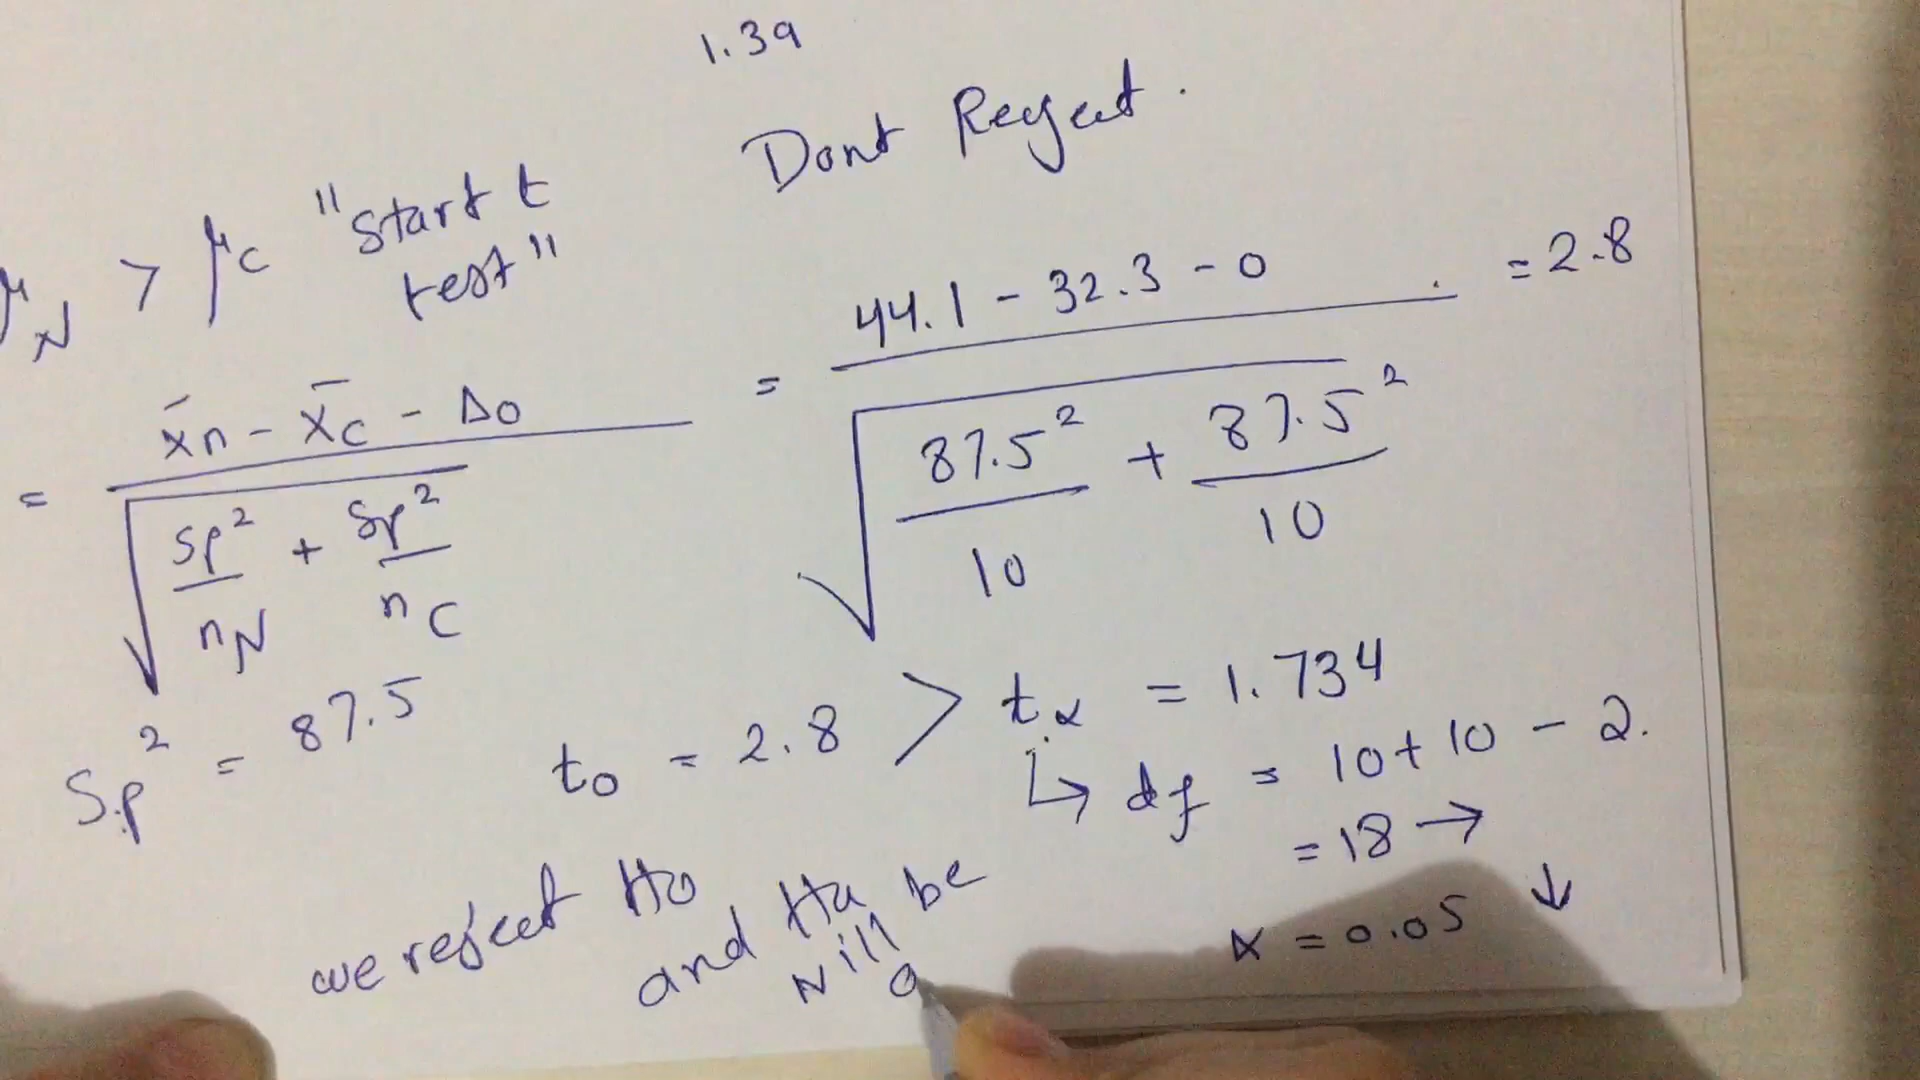 1.39
Dont Reject.
μN > μC "start t
test"
= x̄n - x̄c - Δ0 / √(Sp²/nN + Sp²/nC)
= 44.1 - 32.3 - 0 / √(87.5²/10 + 87.5²/10) = 2.8
Sp² = 87.5
t0 = 2.8 > tα = 1.734
↳ df = 10+10 - 2.
= 18 →
α = 0.05 ↓
we reject H0
and Ha will be
a